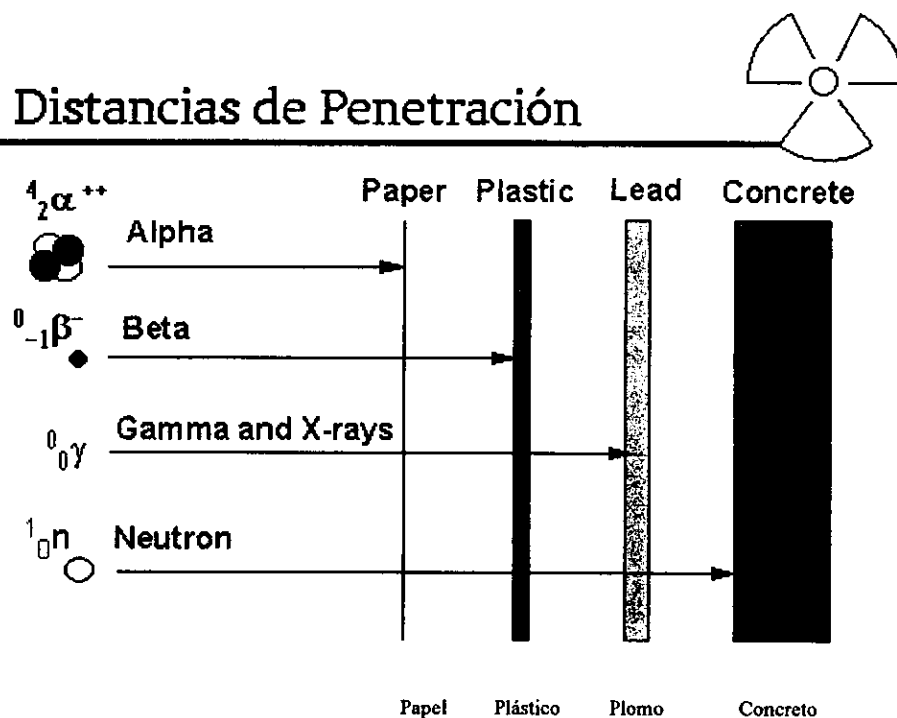 Distancias de Penetración
Paper Plastic Lead Concrete
⁴₂α⁺⁺
Alpha
⁰₋₁β⁻
Beta
⁰₀γ
Gamma and X-rays
¹₀n
Neutron
Papel Plástico Plomo Concreto